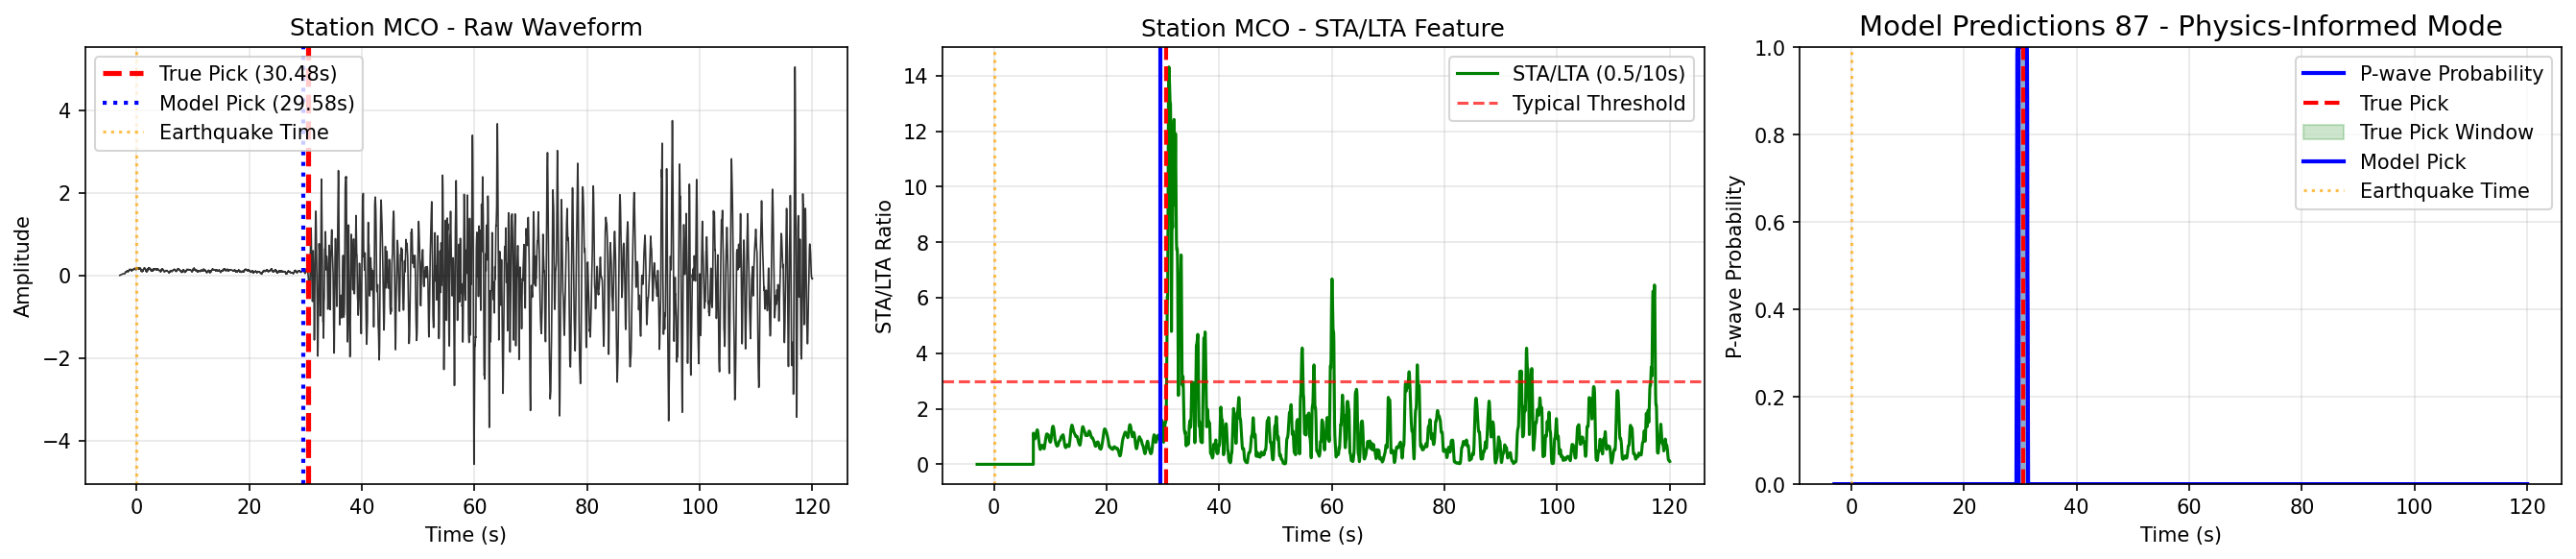 Station MCO - Raw Waveform
True Pick (30.48s)
Model Pick (29.58s)
Earthquake Time
Amplitude
4
2
0
−2
−4
0 20 40 60 80 100 120
Time (s)
Station MCO - STA/LTA Feature
STA/LTA (0.5/10s)
Typical Threshold
STA/LTA Ratio
14
12
10
8
6
4
2
0
0 20 40 60 80 100 120
Time (s)
Model Predictions 87 - Physics-Informed Mode
P-wave Probability
True Pick
True Pick Window
Model Pick
Earthquake Time
P-wave Probability
1.0
0.8
0.6
0.4
0.2
0.0
0 20 40 60 80 100 120
Time (s)